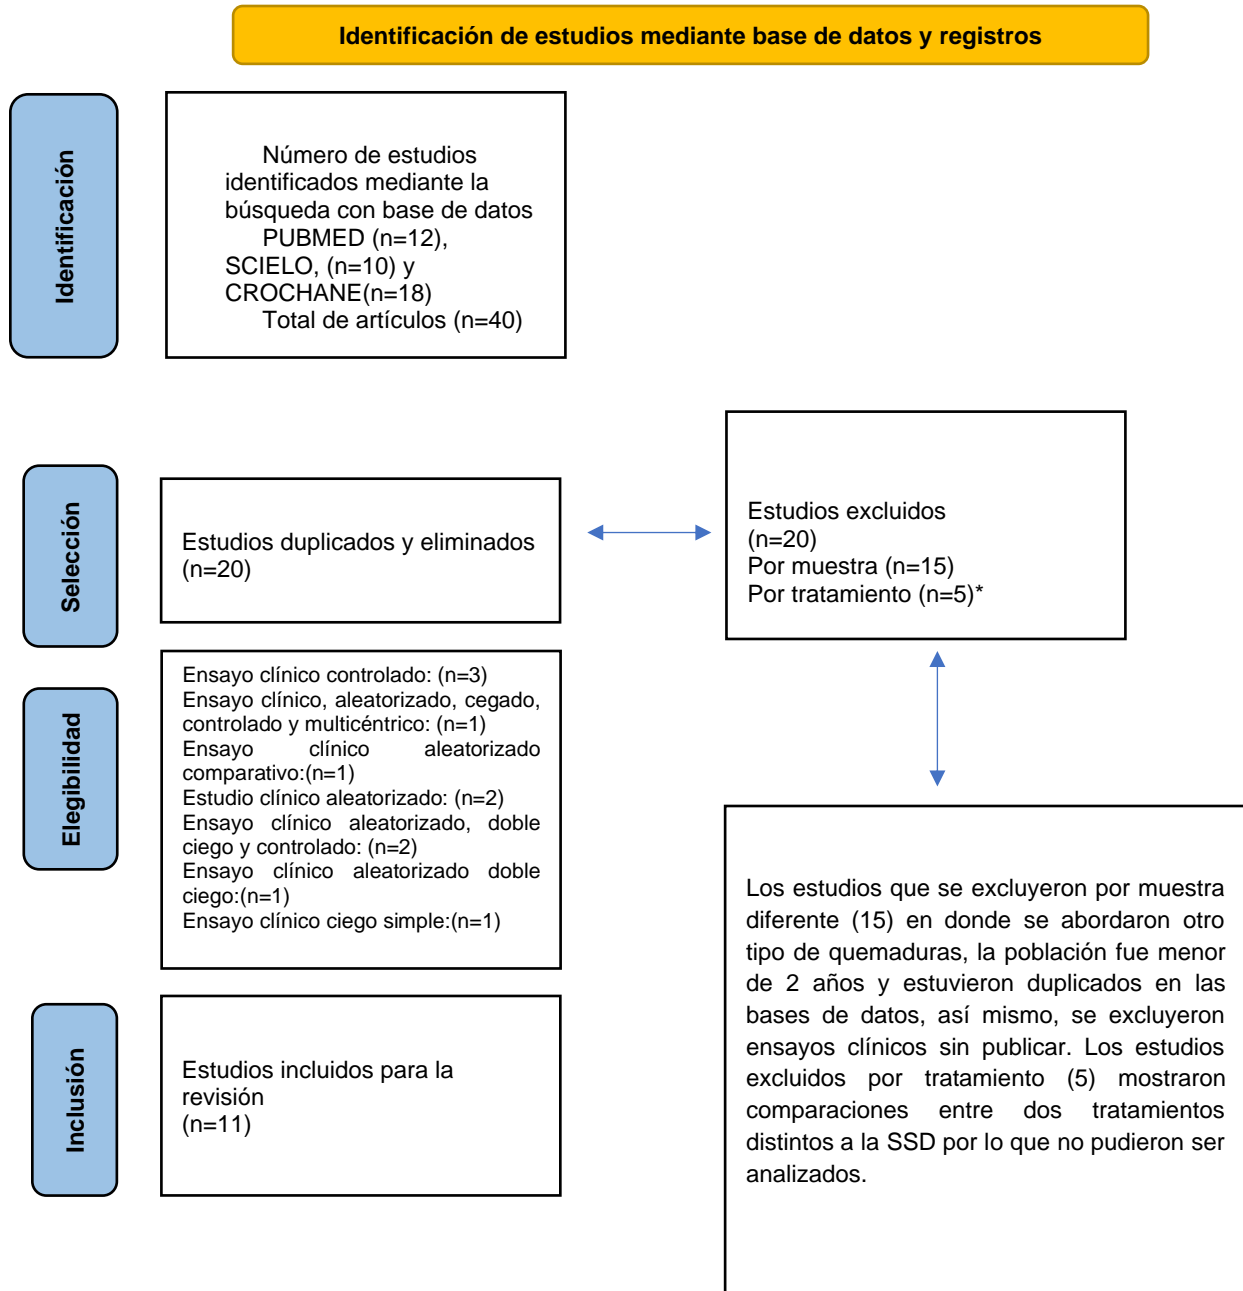 Identificación de estudios mediante base de datos y registros
Identificación
Número de estudios
identificados mediante la
búsqueda con base de datos
PUBMED (n=12),
SCIELO, (n=10) y
CROCHANE(n=18)
Total de artículos (n=40)
Selección
Estudios duplicados y eliminados
(n=20)
Estudios excluidos
(n=20)
Por muestra (n=15)
Por tratamiento (n=5)*
Elegibilidad
Ensayo clínico controlado: (n=3)
Ensayo clínico, aleatorizado, cegado,
controlado y multicéntrico: (n=1)
Ensayo clínico aleatorizado
comparativo:(n=1)
Estudio clínico aleatorizado: (n=2)
Ensayo clínico aleatorizado, doble
ciego y controlado: (n=2)
Ensayo clínico aleatorizado doble
ciego:(n=1)
Ensayo clínico ciego simple:(n=1)
Los estudios que se excluyeron por muestra
diferente (15) en donde se abordaron otro
tipo de quemaduras, la población fue menor
de 2 años y estuvieron duplicados en las
bases de datos, así mismo, se excluyeron
ensayos clínicos sin publicar. Los estudios
excluidos por tratamiento (5) mostraron
comparaciones entre dos tratamientos
distintos a la SSD por lo que no pudieron ser
analizados.
Inclusión
Estudios incluidos para la
revisión
(n=11)